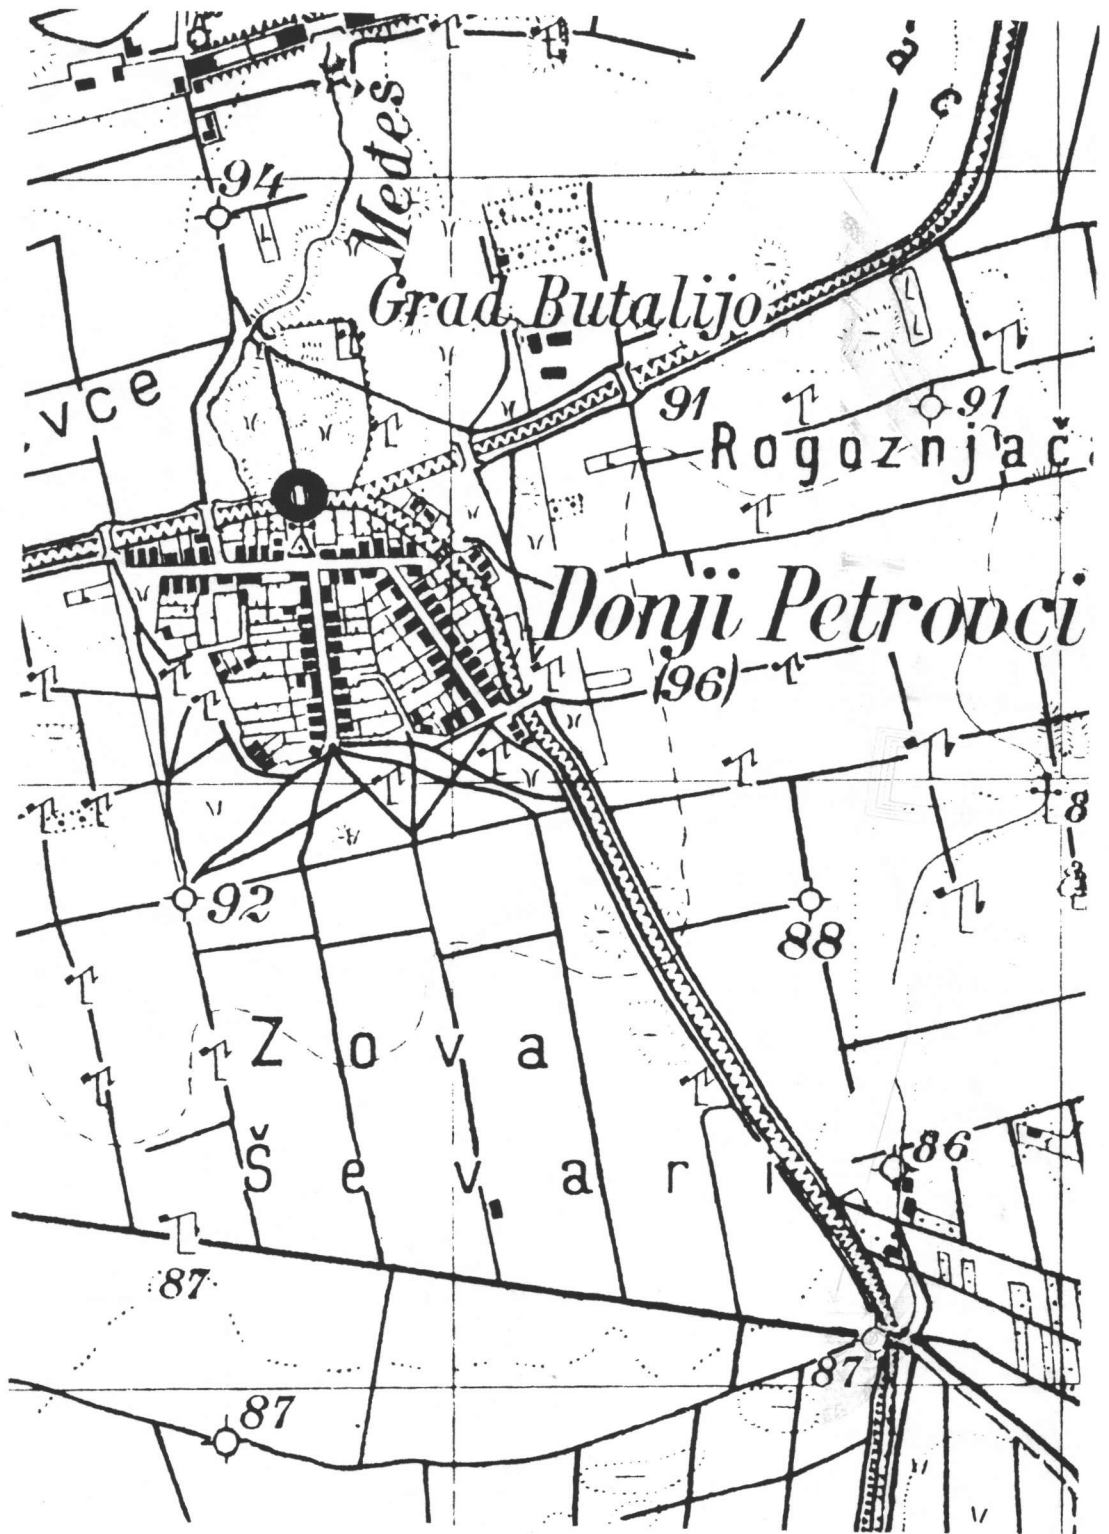 B
C
Međeš
94
Grad Butalijo
vce
91
91
Rogoznjač
Donji Petrovci
(96)
8
92
88
Zova
Ševari
86
87
87
87